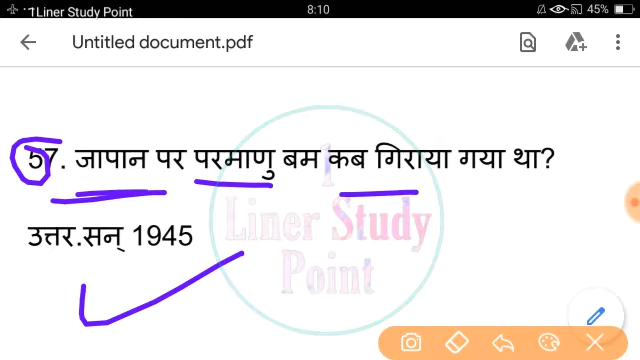 1Liner Study Point 8:10 45%
Untitled document.pdf
57. जापान पर परमाणु बम कब गिराया गया था?
उत्तर.सन् 1945
1
Liner Study
Point